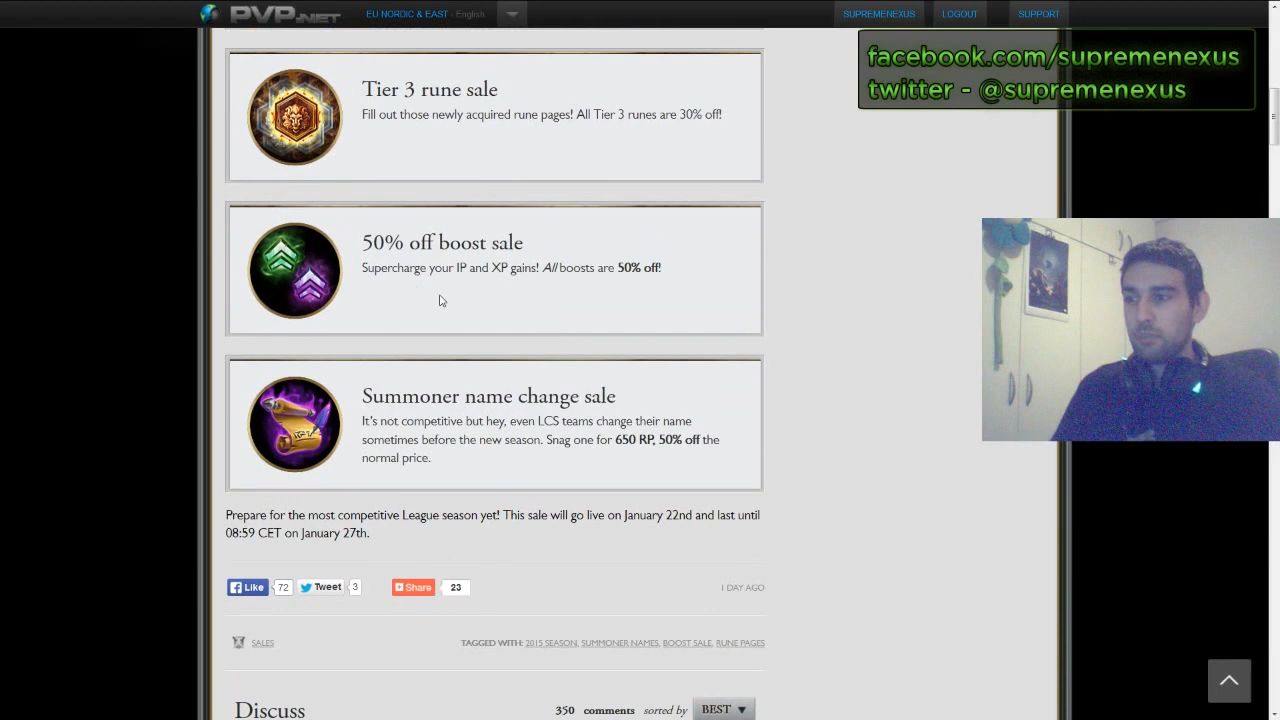 PVP.NET
EU NORDIC & EAST - English
SUPREMENEXUS
LOGOUT
SUPPORT
facebook.com/supremenexus
twitter - @supremenexus
Tier 3 rune sale
Fill out those newly acquired rune pages! All Tier 3 runes are 30% off!
50% off boost sale
Supercharge your IP and XP gains! All boosts are 50% off!
Summoner name change sale
It's not competitive but hey, even LCS teams change their name
sometimes before the new season. Snag one for 650 RP, 50% off the
normal price.
Prepare for the most competitive League season yet! This sale will go live on January 22nd and last until
08:59 CET on January 27th.
Like 72 Tweet 3 Share 23 1 DAY AGO
SALES TAGGED WITH: 2015 SEASON, SUMMONER NAMES, BOOST SALE, RUNE PAGES
Discuss 350 comments sorted by BEST